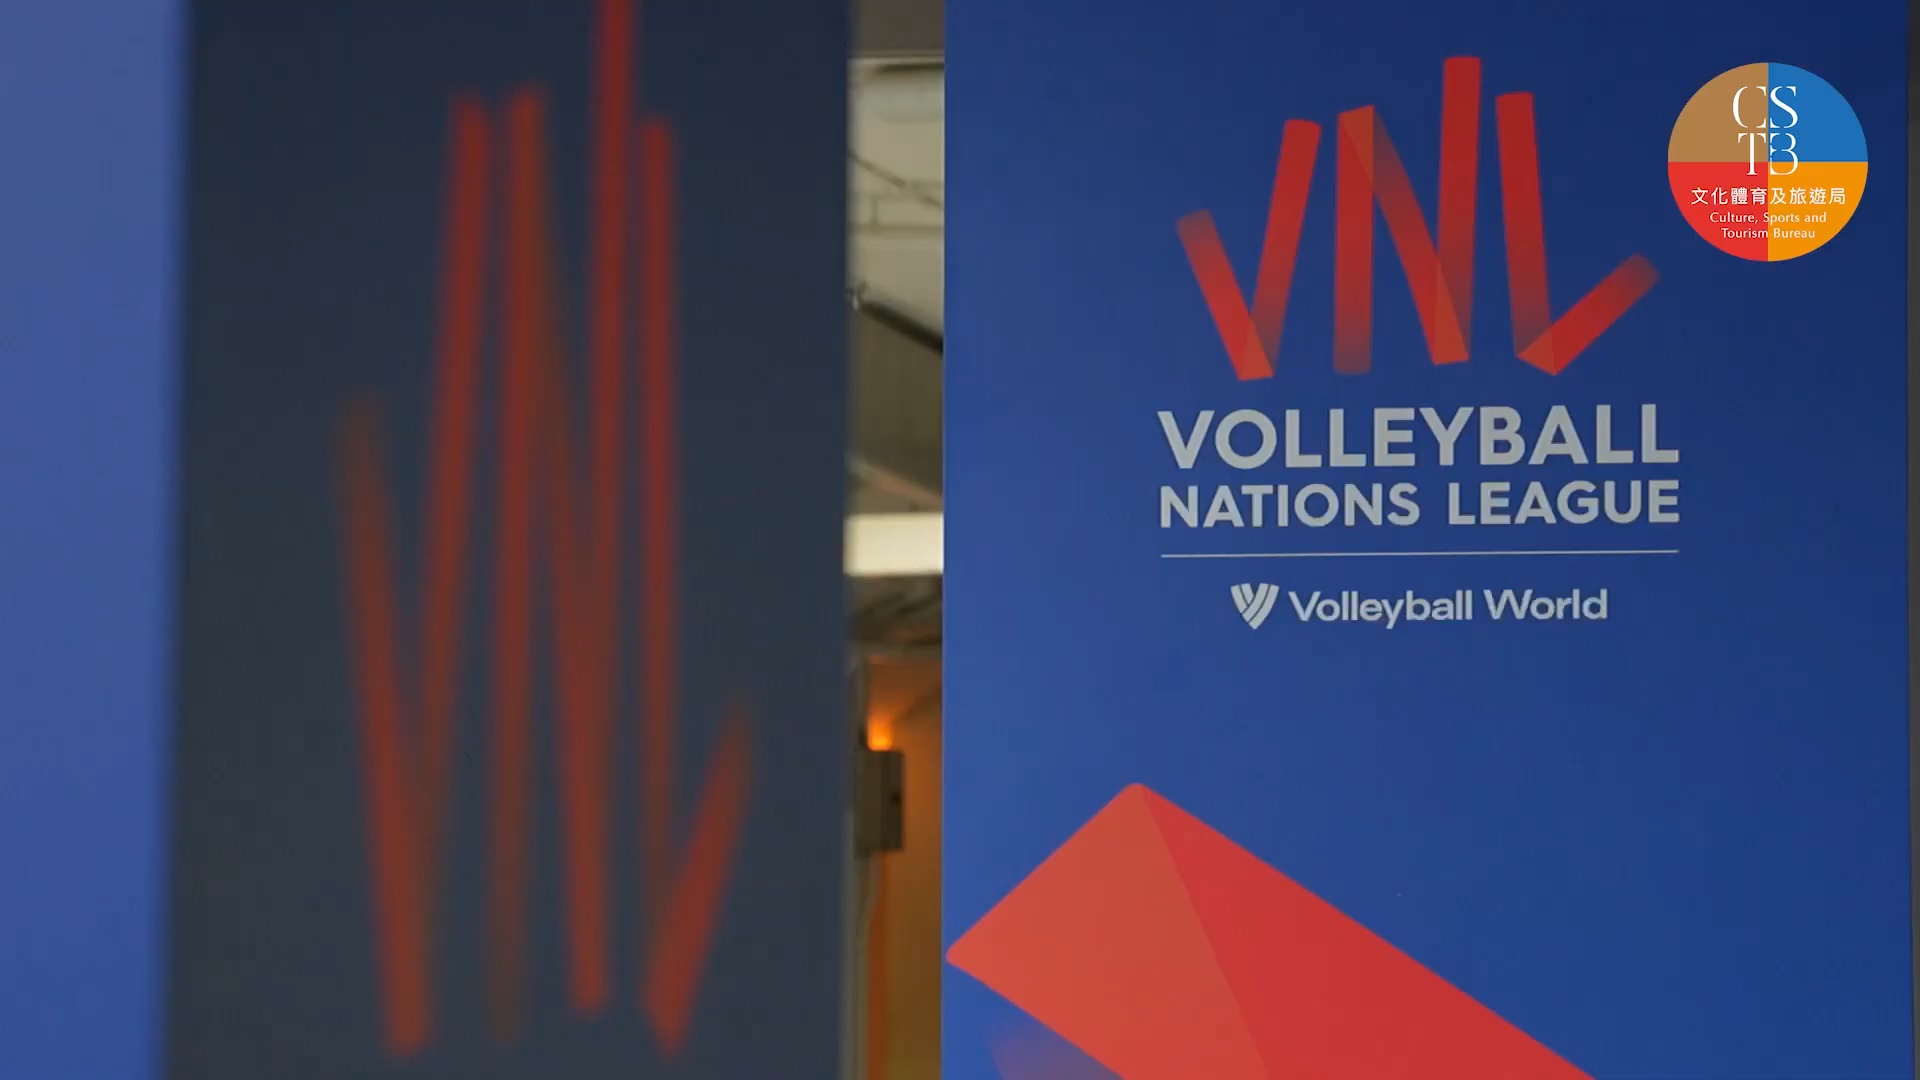 VNL
VOLLEYBALL
NATIONS LEAGUE
Volleyball World
CS
TB
文化體育及旅遊局
Culture, Sports and
Tourism Bureau
VNL